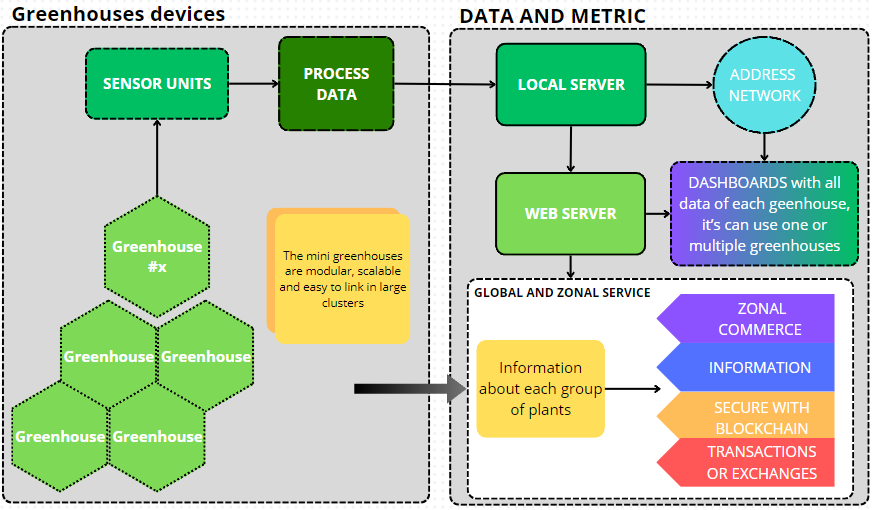 Greenhouses devices
SENSOR UNITS
PROCESS
DATA
Greenhouse
#x
Greenhouse
Greenhouse
Greenhouse
Greenhouse
The mini greenhouses
are modular, scalable
and easy to link in large
clusters
DATA AND METRIC
LOCAL SERVER
ADDRESS
NETWORK
WEB SERVER
DASHBOARDS with all
data of each geenhouse,
it's can use one or
multiple greenhouses
GLOBAL AND ZONAL SERVICE
Information
about each group
of plants
ZONAL
COMMERCE
INFORMATION
SECURE WITH
BLOCKCHAIN
TRANSACTIONS
OR EXCHANGES